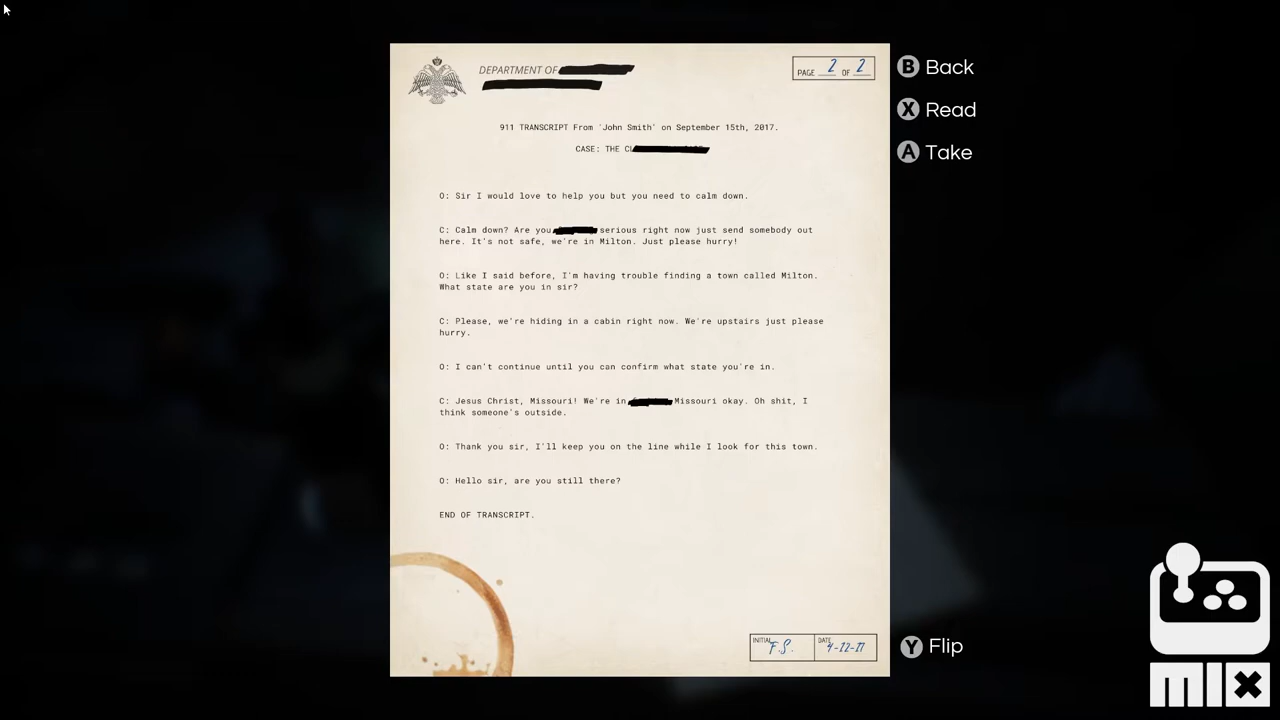 DEPARTMENT OF
PAGE 2 OF 2
B Back
X Read
A Take
911 TRANSCRIPT From 'John Smith' on September 15th, 2017.
CASE: THE C
O: Sir I would love to help you but you need to calm down.
C: Calm down? Are you serious right now just send somebody out
here. It's not safe, we're in Milton. Just please hurry!
O: Like I said before, I'm having trouble finding a town called Milton.
What state are you in sir?
C: Please, we're hiding in a cabin right now. We're upstairs just please
hurry.
O: I can't continue until you can confirm what state you're in.
C: Jesus Christ, Missouri! We're in Missouri okay. Oh shit, I
think someone's outside.
O: Thank you sir, I'll keep you on the line while I look for this town.
O: Hello sir, are you still there?
END OF TRANSCRIPT.
INITIAL F.S. DATE
Y Flip
MIX